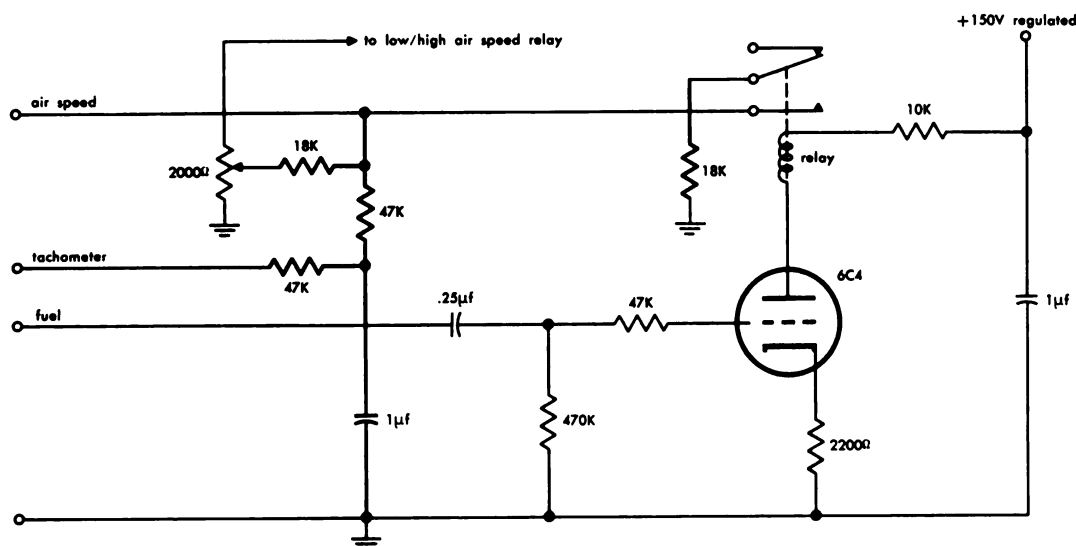 +150V regulated
to low/high air speed relay
air speed
10K
18K
2000Ω
18K
relay
47K
tachometer
47K
6C4
fuel
.25µf
47K
1µf
1µf
470K
2200Ω